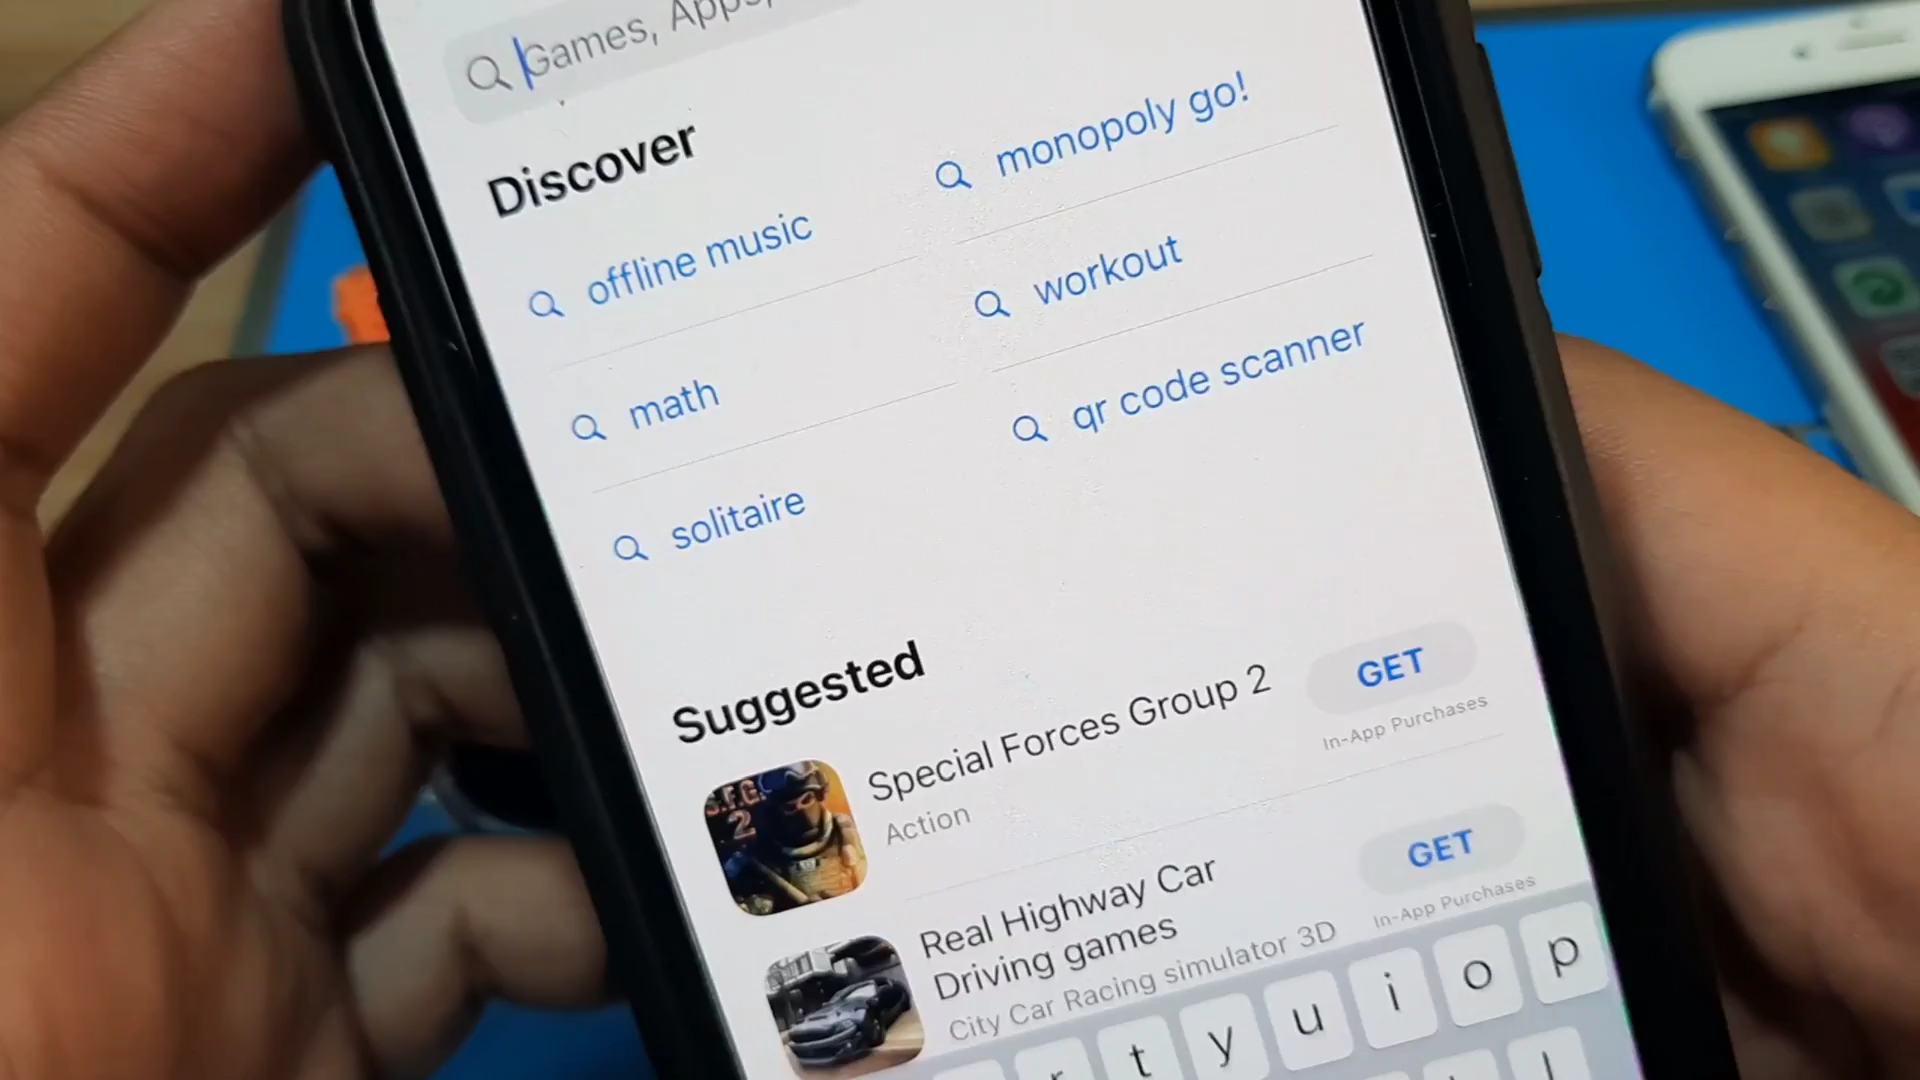 Games, Apps,
Discover
monopoly go!
offline music
workout
math
qr code scanner
solitaire
Suggested
S.F.G.
2
Special Forces Group 2
Action
GET
In-App Purchases
Real Highway Car
Driving games
City Car Racing simulator 3D
GET
In-App Purchases
r t y u i o p